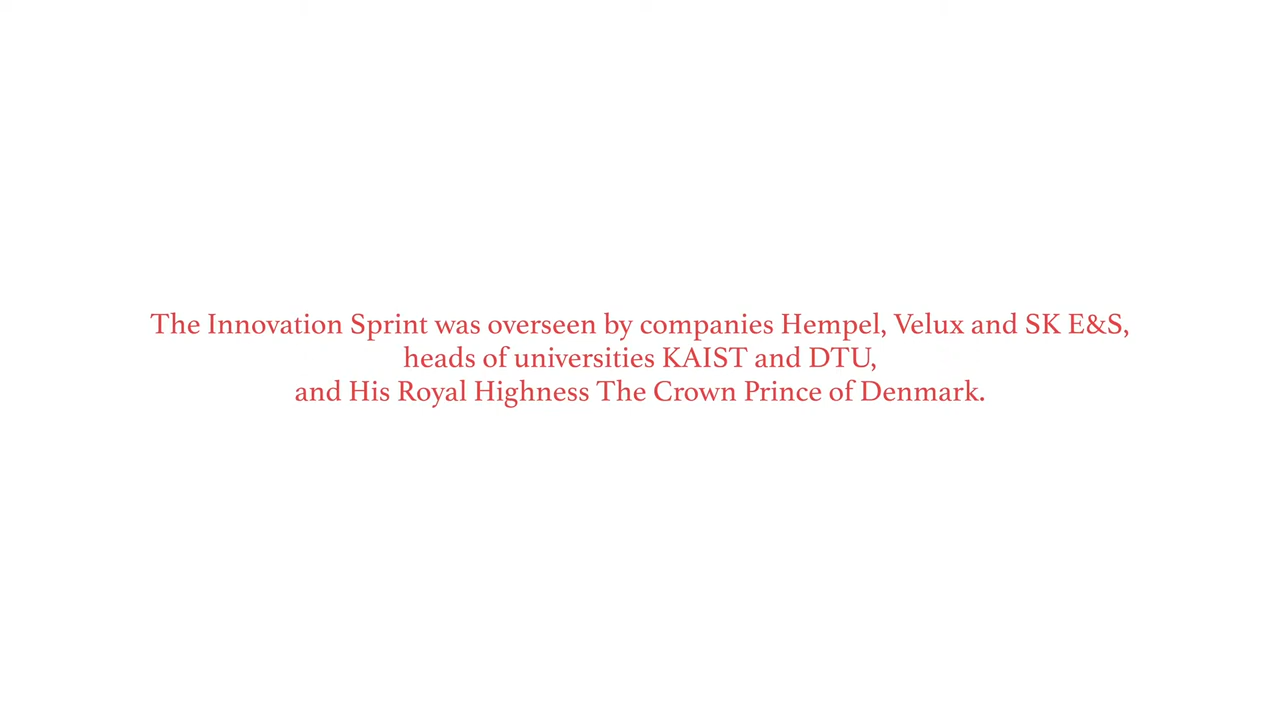 The Innovation Sprint was overseen by companies Hempel, Velux and SK E&S,
heads of universities KAIST and DTU,
and His Royal Highness The Crown Prince of Denmark.